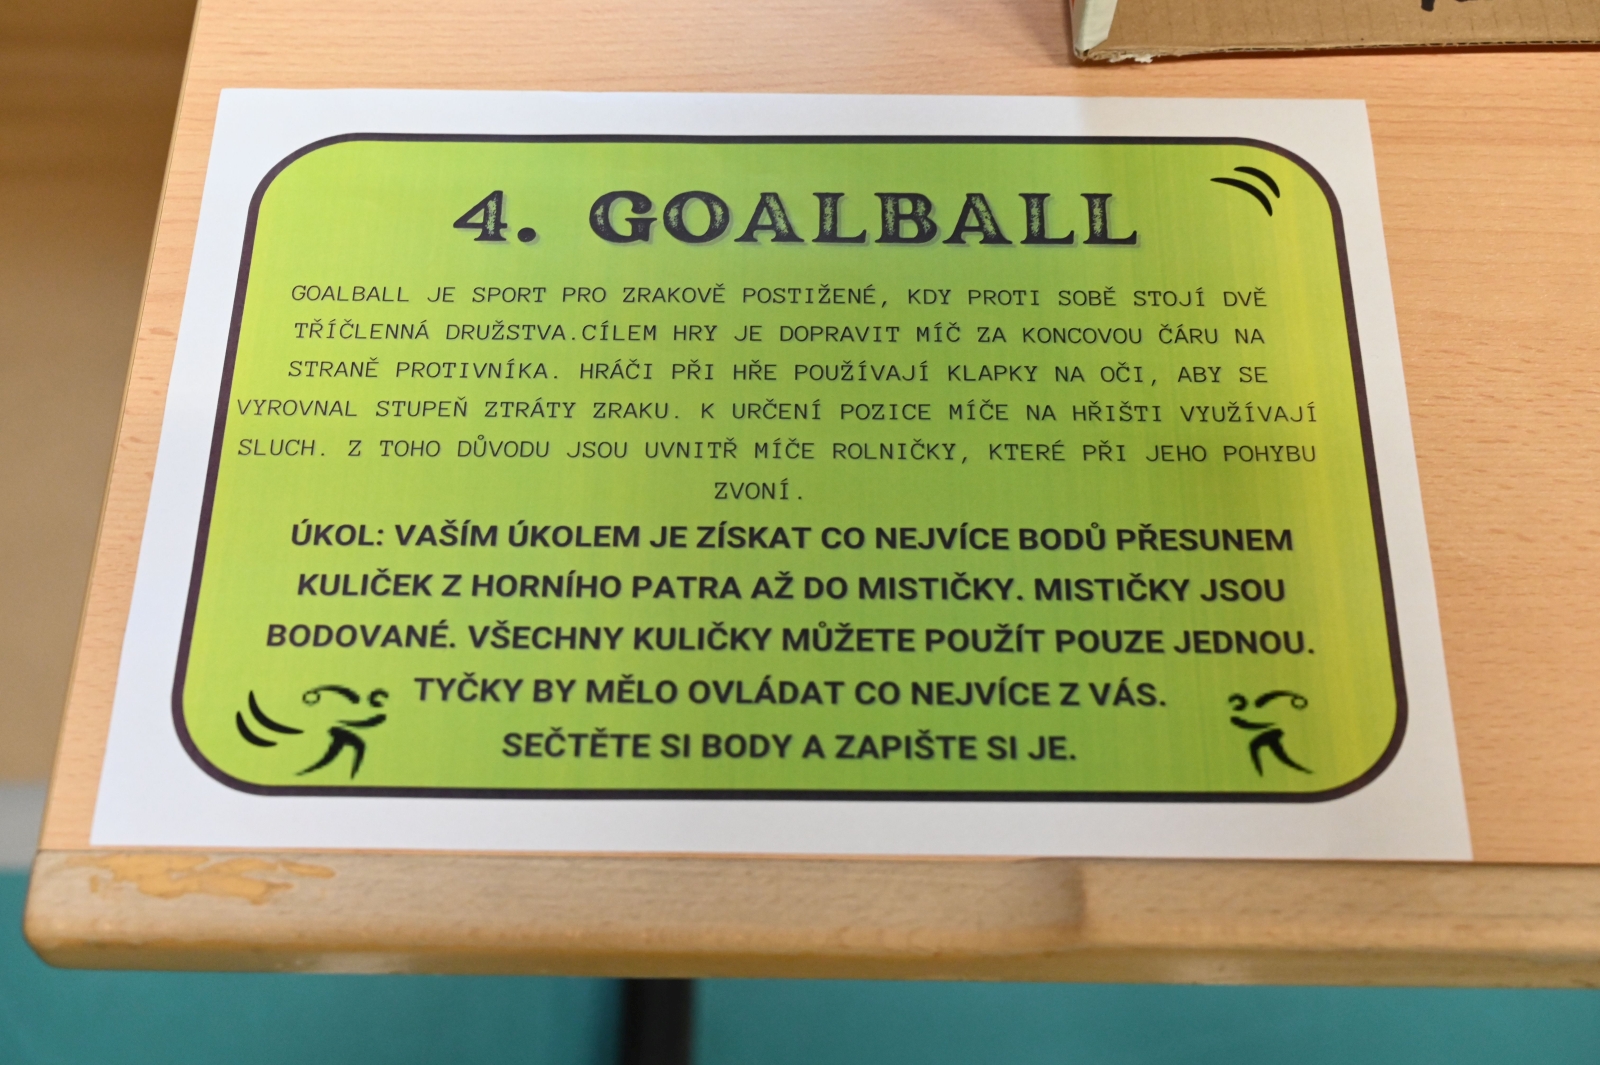 4. GOALBALL
GOALBALL JE SPORT PRO ZRAKOVĚ POSTIŽENÉ, KDY PROTI SOBĚ STOJÍ DVĚ
TŘÍČLENNÁ DRUŽSTVA.CÍLEM HRY JE DOPRAVIT MÍČ ZA KONCOVOU ČÁRU NA
STRANĚ PROTIVNÍKA. HRÁČI PŘI HŘE POUŽÍVAJÍ KLAPKY NA OČI, ABY SE
VYROVNAL STUPEŇ ZTRÁTY ZRAKU. K URČENÍ POZICE MÍČE NA HŘIŠTI VYUŽÍVAJÍ
SLUCH. Z TOHO DŮVODU JSOU UVNITŘ MÍČE ROLNIČKY, KTERÉ PŘI JEHO POHYBU
ZVONÍ.
ÚKOL: VAŠÍM ÚKOLEM JE ZÍSKAT CO NEJVÍCE BODŮ PŘESUNEM
KULIČEK Z HORNÍHO PATRA AŽ DO MISTIČKY. MISTIČKY JSOU
BODOVANÉ. VŠECHNY KULIČKY MŮŽETE POUŽÍT POUZE JEDNOU.
TYČKY BY MĚLO OVLÁDAT CO NEJVÍCE Z VÁS.
SEČTĚTE SI BODY A ZAPIŠTE SI JE.